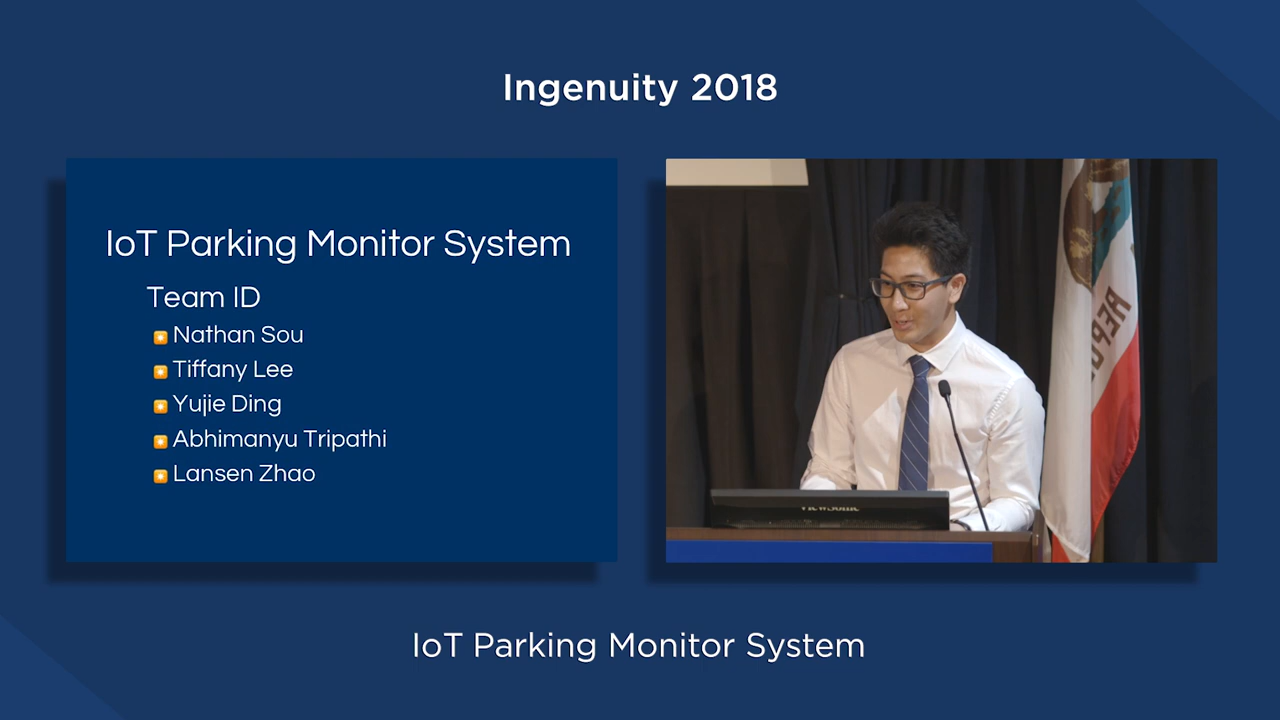 Ingenuity 2018
IoT Parking Monitor System
Team ID
Nathan Sou
Tiffany Lee
Yujie Ding
Abhimanyu Tripathi
Lansen Zhao
ViewSonic
IoT Parking Monitor System